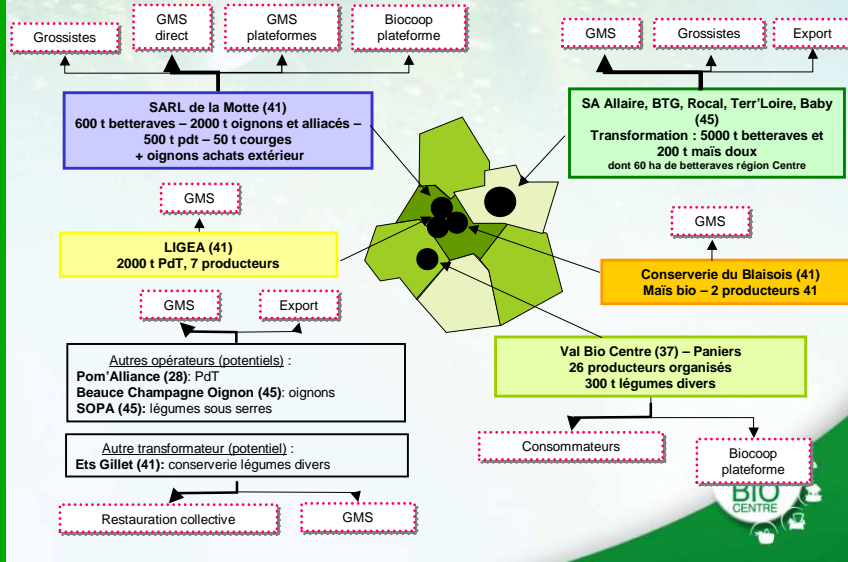 Grossistes
GMS
direct
GMS
plateformes
Biocoop
plateforme
GMS
Grossistes
Export
SARL de la Motte (41)
600 t betteraves – 2000 t oignons et alliacés –
500 t pdt – 50 t courges
+ oignons achats extérieur
SA Allaire, BTG, Rocal, Terr'Loire, Baby
(45)
Transformation : 5000 t betteraves et
200 t maïs doux
dont 60 ha de betteraves région Centre
GMS
LIGEA (41)
2000 t PdT, 7 producteurs
GMS
Conserverie du Blaisois (41)
Maïs bio – 2 producteurs 41
GMS
Export
Autres opérateurs (potentiels) :
Pom'Alliance (28): PdT
Beauce Champagne Oignon (45): oignons
SOPA (45): légumes sous serres
Val Bio Centre (37) – Paniers
26 producteurs organisés
300 t légumes divers
Autre transformateur (potentiel) :
Ets Gillet (41): conserverie légumes divers
Consommateurs
Biocoop
plateforme
Restauration collective
GMS
BIO
CENTRE